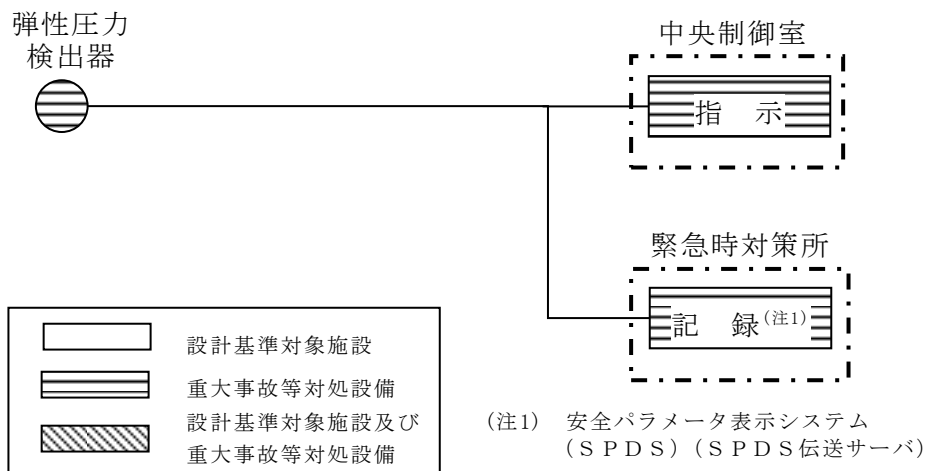 弾性圧力
検出器
中央制御室
指 示
緊急時対策所
記 録(注1)
設計基準対象施設
重大事故等対処設備
設計基準対象施設及び
重大事故等対処設備
(注1) 安全パラメータ表示システム
(SPDS)(SPDS伝送サーバ)